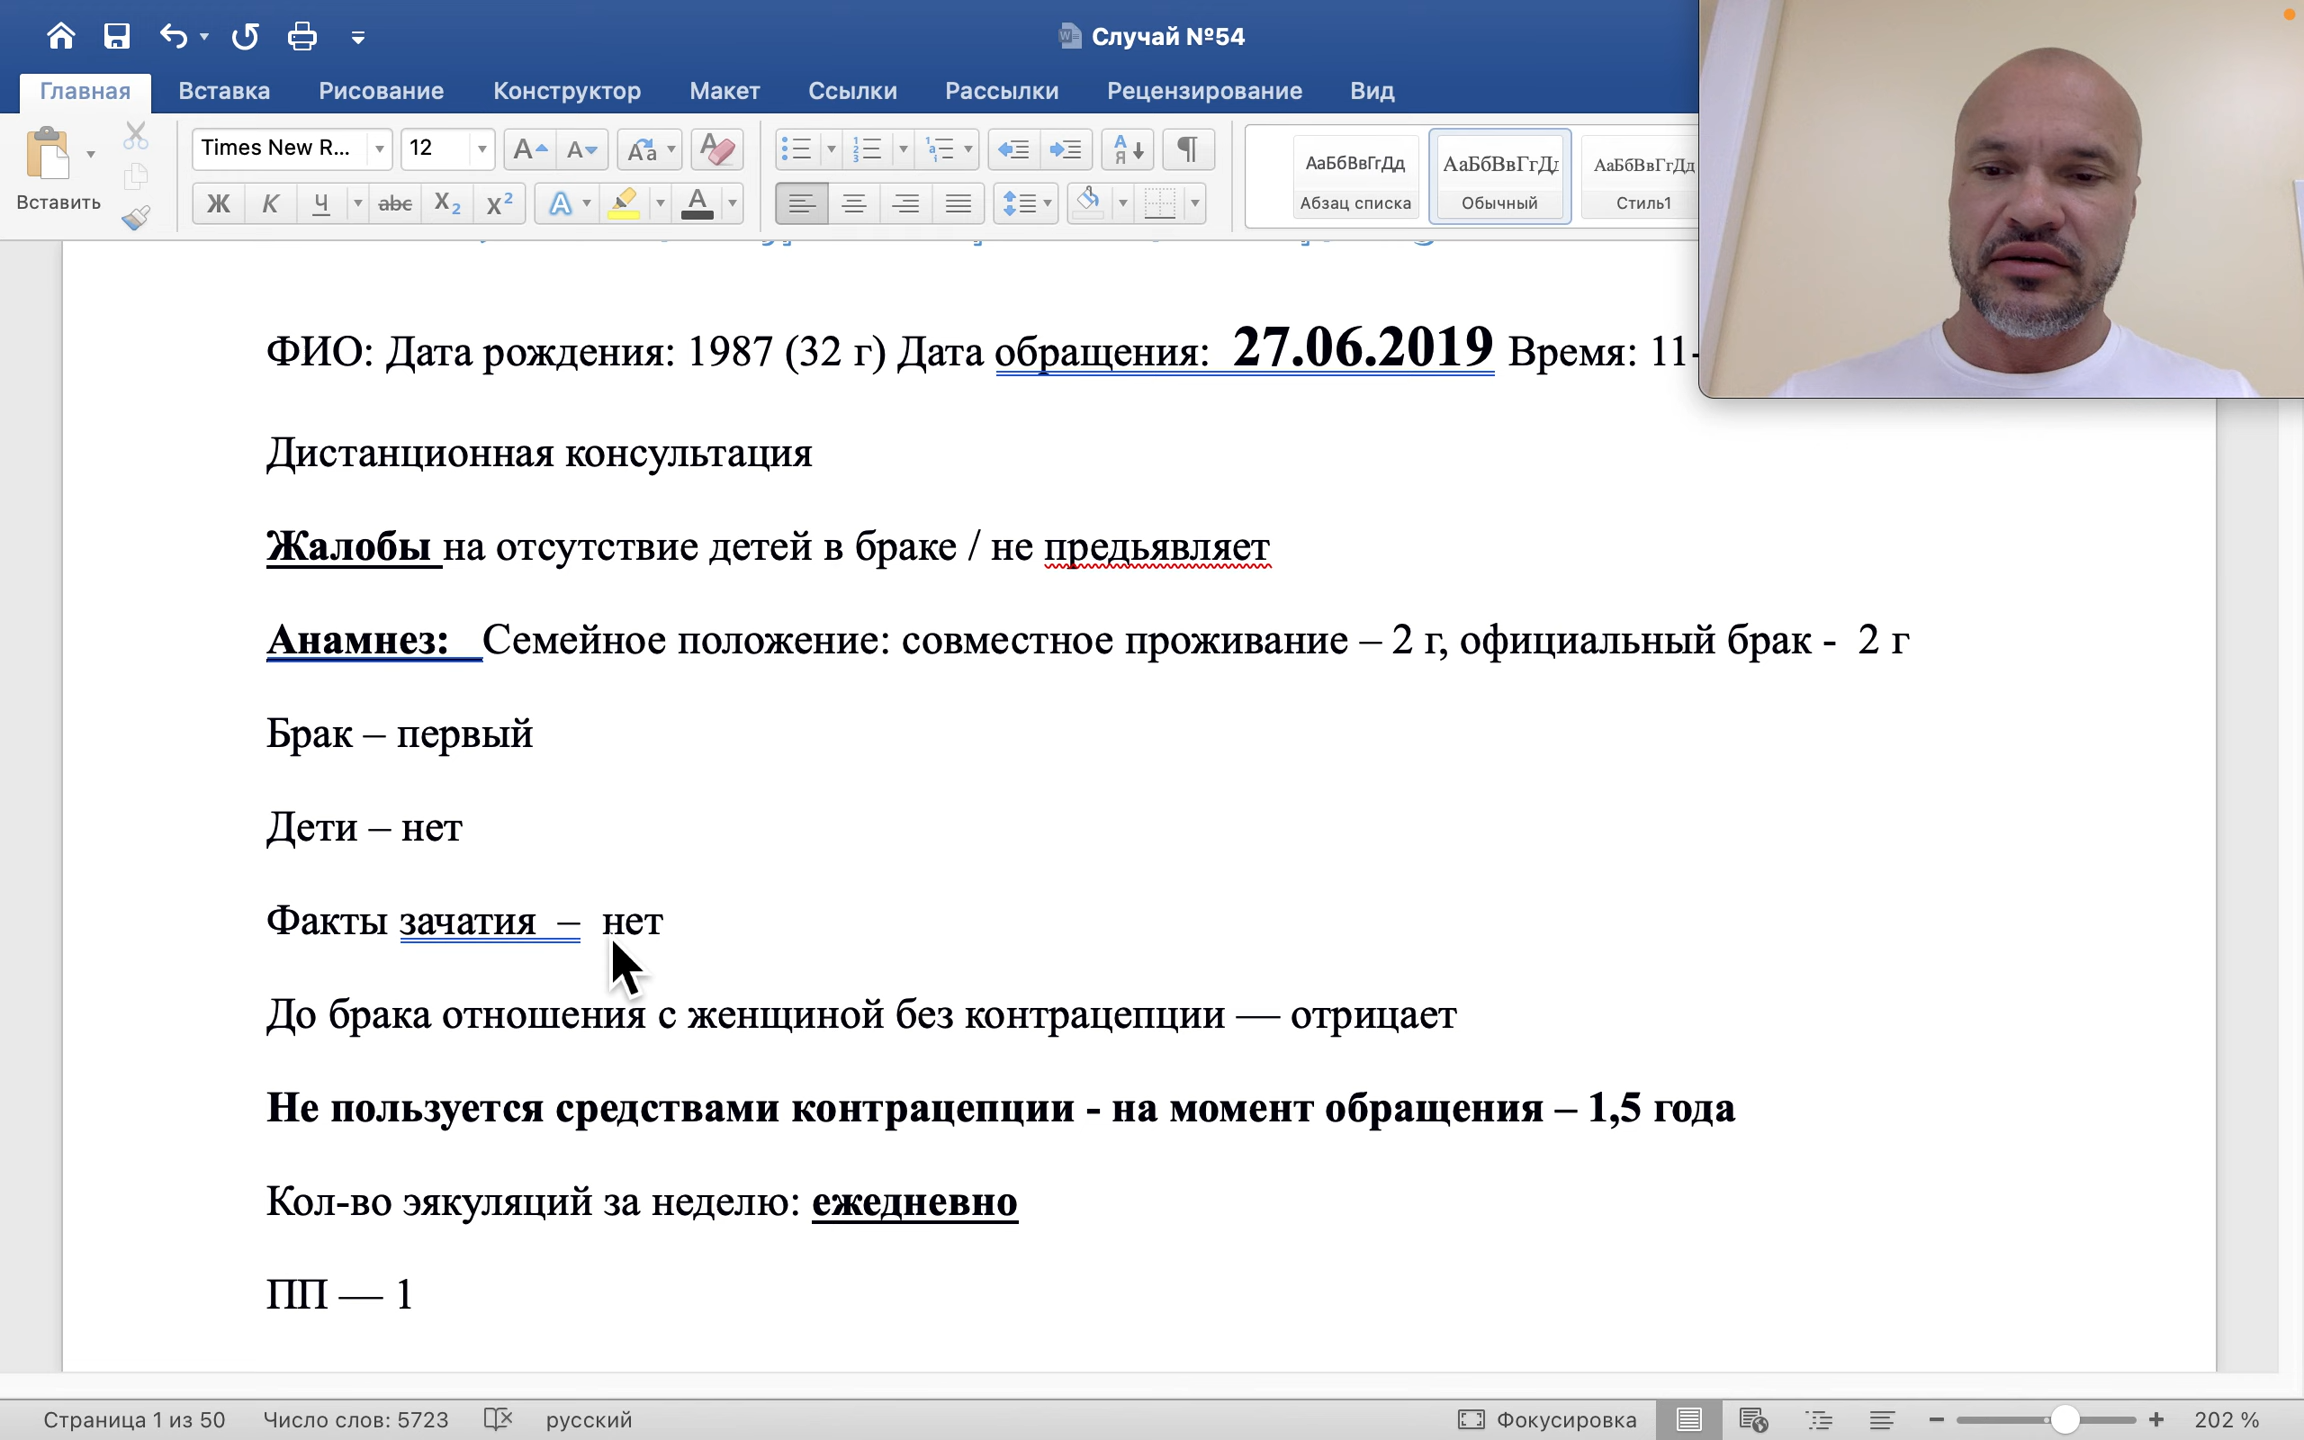 Случай №54
Главная Вставка Рисование Конструктор Макет Ссылки Рассылки Рецензирование Вид
Вставить
Times New R... 12
Ж К Ч abc X₂ X²
АаБбВвГгДд АаБбВвГгДд АаБбВвГгДд
Абзац списка Обычный Стиль1
ФИО: Дата рождения: 1987 (32 г) Дата обращения: 27.06.2019 Время: 11-
Дистанционная консультация
Жалобы на отсутствие детей в браке / не предьявляет
Анамнез: Семейное положение: совместное проживание – 2 г, официальный брак - 2 г
Брак – первый
Дети – нет
Факты зачатия – нет
До брака отношения с женщиной без контрацепции — отрицает
Не пользуется средствами контрацепции - на момент обращения – 1,5 года
Кол-во эякуляций за неделю: ежедневно
ПП — 1
Страница 1 из 50 Число слов: 5723 русский Фокусировка 202 %